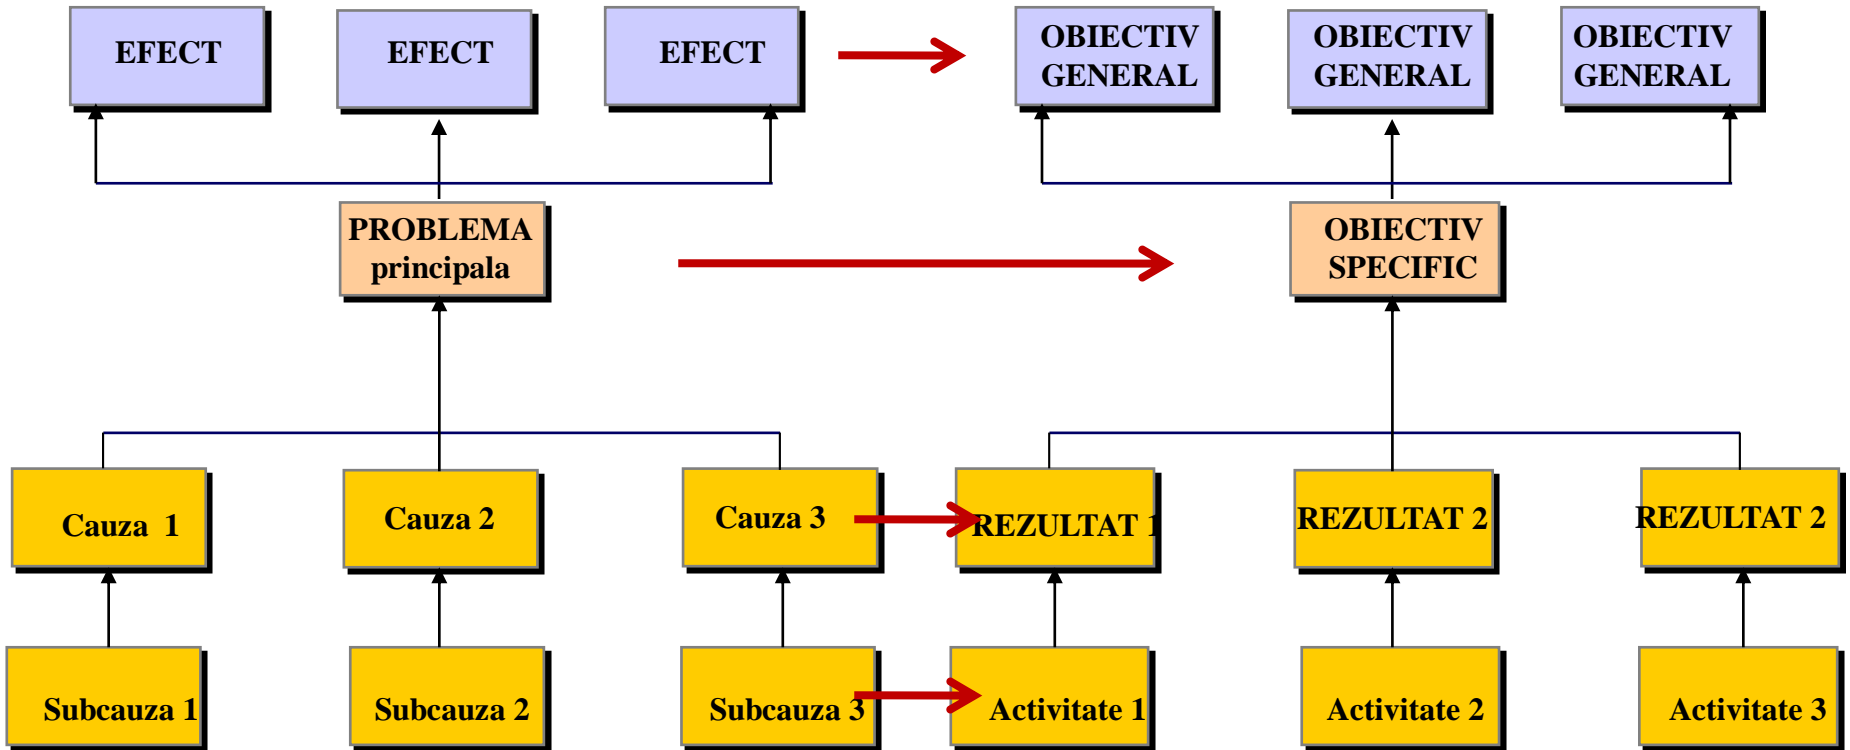 EFECT
EFECT
EFECT
OBIECTIV
GENERAL
OBIECTIV
GENERAL
OBIECTIV
GENERAL
PROBLEMA
principala
OBIECTIV
SPECIFIC
Cauza 1
Cauza 2
Cauza 3
REZULTAT 1
REZULTAT 2
REZULTAT 2
Subcauza 1
Subcauza 2
Subcauza 3
Activitate 1
Activitate 2
Activitate 3